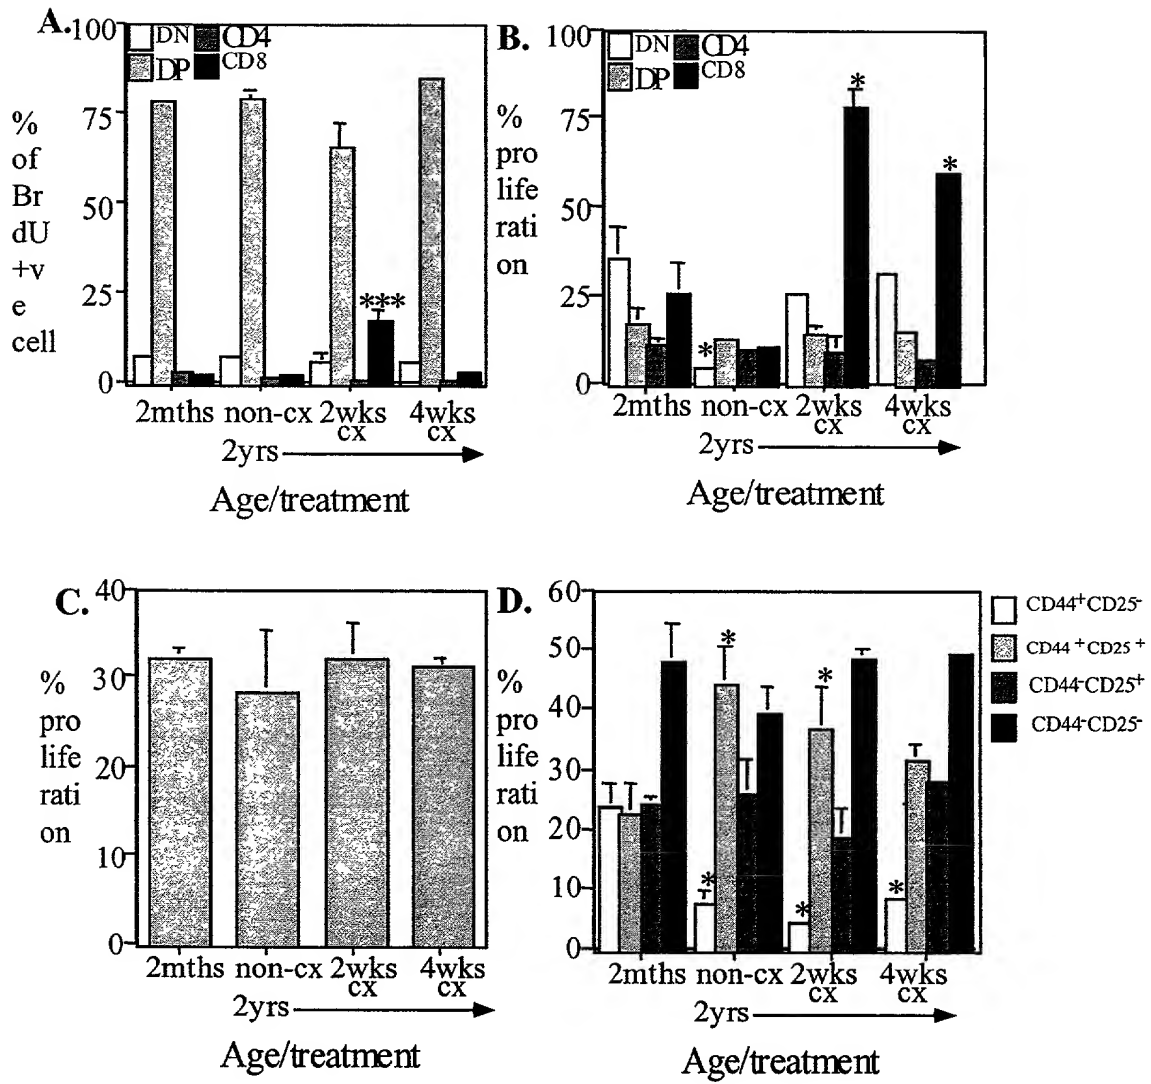 A.
100
75
50
25
0
DN
CD4
DP
CD8
%
of
Br
dU
+v
e
cell
***
2mths
non-cx
2wks
cx
4wks
cx
2yrs
Age/treatment
B.
100
75
50
25
0
DN
CD4
DP
CD8
%
pro
life
rati
on
*
*
*
2mths
non-cx
2wks
cx
4wks
cx
2yrs
Age/treatment
C.
40
30
20
10
0
%
pro
life
rati
on
2mths
non-cx
2wks
cx
4wks
cx
2yrs
Age/treatment
D.
60
50
40
30
20
10
0
%
pro
life
rati
on
*
*
*
*
*
2mths
non-cx
2wks
cx
4wks
cx
2yrs
Age/treatment
CD44⁺CD25⁻
CD44⁺CD25⁺
CD44⁻CD25⁺
CD44⁻CD25⁻